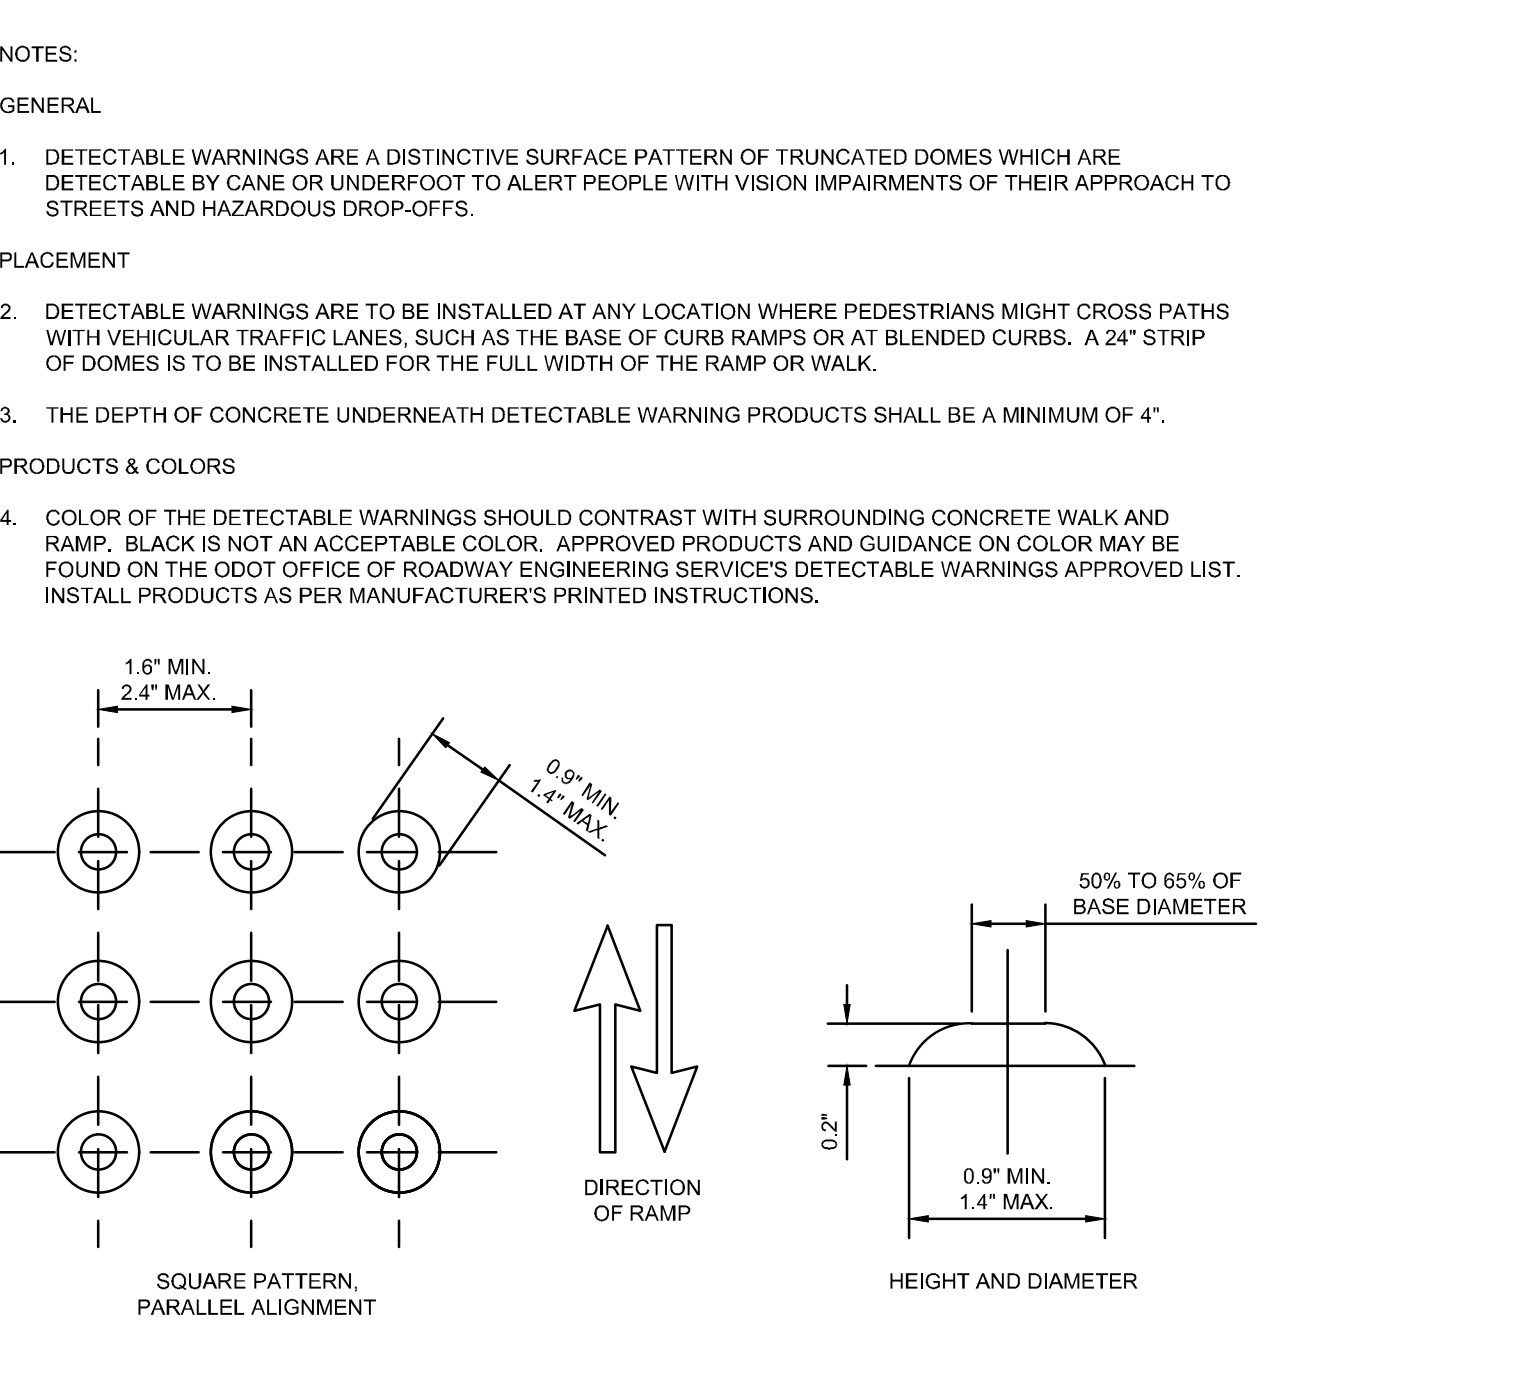 NOTES:
GENERAL
1. DETECTABLE WARNINGS ARE A DISTINCTIVE SURFACE PATTERN OF TRUNCATED DOMES WHICH ARE
DETECTABLE BY CANE OR UNDERFOOT TO ALERT PEOPLE WITH VISION IMPAIRMENTS OF THEIR APPROACH TO
STREETS AND HAZARDOUS DROP-OFFS.
PLACEMENT
2. DETECTABLE WARNINGS ARE TO BE INSTALLED AT ANY LOCATION WHERE PEDESTRIANS MIGHT CROSS PATHS
WITH VEHICULAR TRAFFIC LANES, SUCH AS THE BASE OF CURB RAMPS OR AT BLENDED CURBS. A 24" STRIP
OF DOMES IS TO BE INSTALLED FOR THE FULL WIDTH OF THE RAMP OR WALK.
3. THE DEPTH OF CONCRETE UNDERNEATH DETECTABLE WARNING PRODUCTS SHALL BE A MINIMUM OF 4".
PRODUCTS & COLORS
4. COLOR OF THE DETECTABLE WARNINGS SHOULD CONTRAST WITH SURROUNDING CONCRETE WALK AND
RAMP. BLACK IS NOT AN ACCEPTABLE COLOR. APPROVED PRODUCTS AND GUIDANCE ON COLOR MAY BE
FOUND ON THE ODOT OFFICE OF ROADWAY ENGINEERING SERVICE'S DETECTABLE WARNINGS APPROVED LIST.
INSTALL PRODUCTS AS PER MANUFACTURER'S PRINTED INSTRUCTIONS.
1.6" MIN.
2.4" MAX.
0.9" MIN.
1.4" MAX.
50% TO 65% OF
BASE DIAMETER
0.2"
0.9" MIN.
1.4" MAX.
DIRECTION
OF RAMP
SQUARE PATTERN,
PARALLEL ALIGNMENT
HEIGHT AND DIAMETER